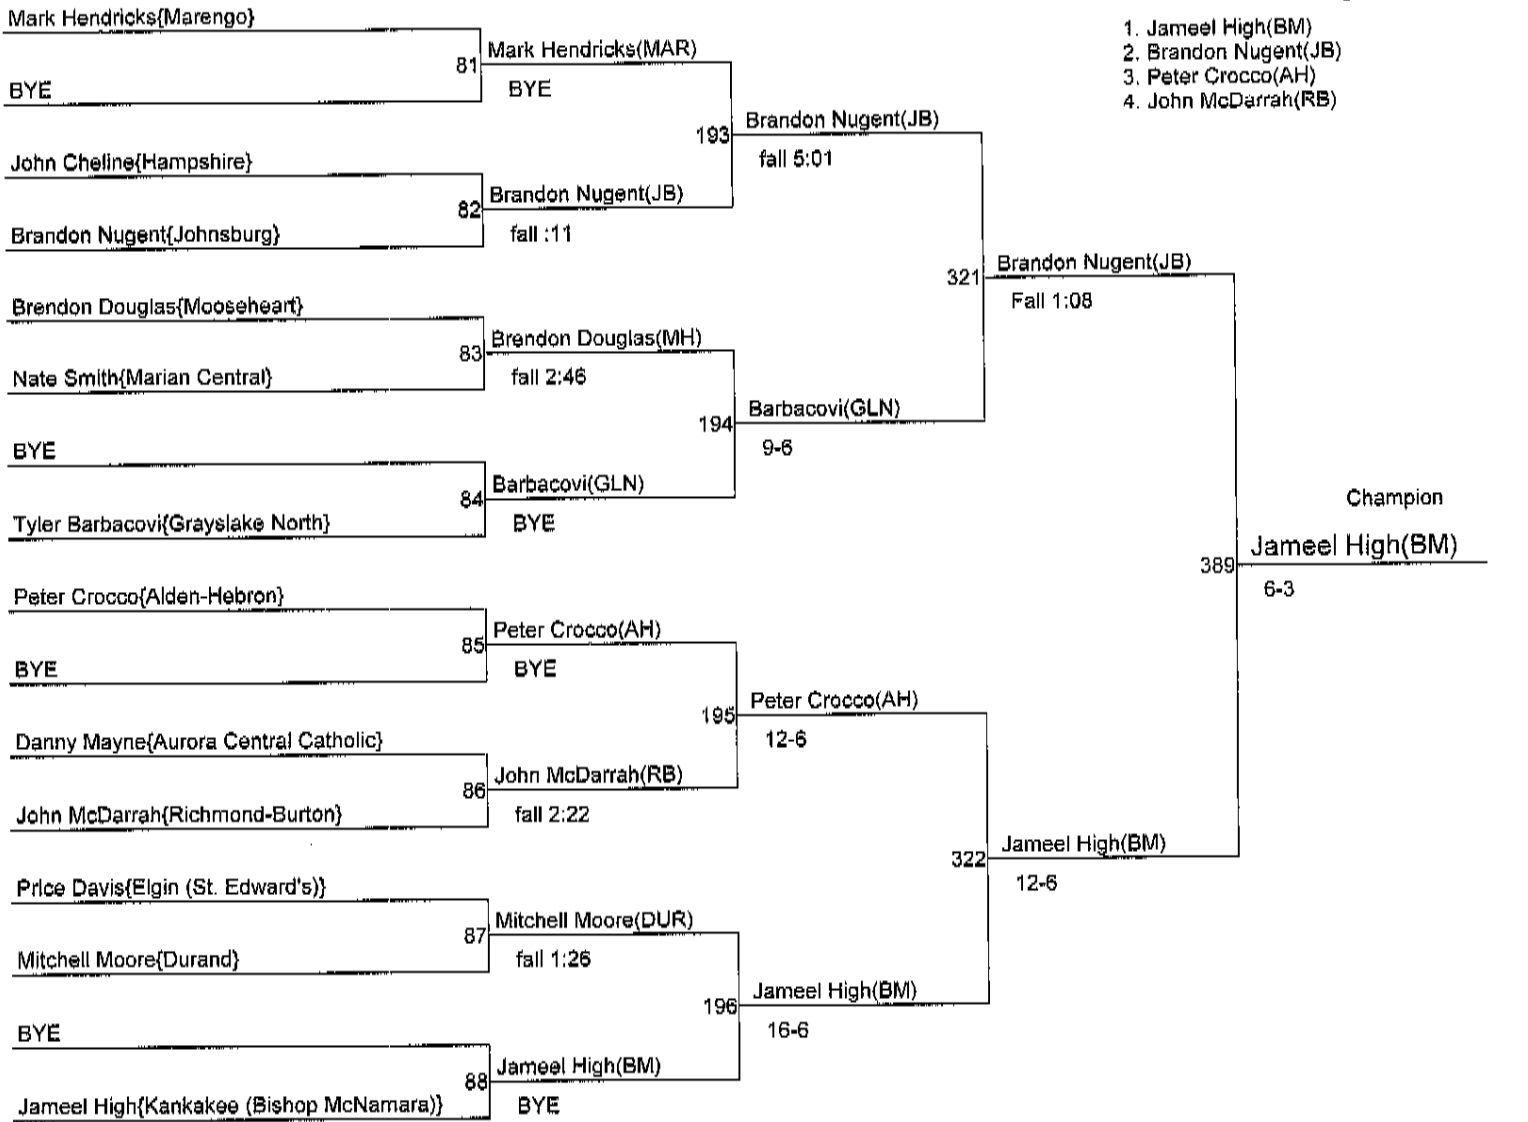 Mark Hendricks{Marengo}
81
Mark Hendricks(MAR)
BYE
BYE
John Cheline{Hampshire}
82
Brandon Nugent(JB)
fall :11
Brandon Nugent{Johnsburg}
193
Brandon Nugent(JB)
fall 5:01
Brendon Douglas{Mooseheart}
83
Brendon Douglas(MH)
fall 2:46
Nate Smith{Marian Central}
BYE
84
Barbacovi(GLN)
BYE
Tyler Barbacovi{Grayslake North}
194
Barbacovi(GLN)
9-6
321
Brandon Nugent(JB)
Fall 1:08
Peter Crocco{Alden-Hebron}
85
Peter Crocco(AH)
BYE
BYE
Danny Mayne{Aurora Central Catholic}
86
John McDarrah(RB)
fall 2:22
John McDarrah{Richmond-Burton}
195
Peter Crocco(AH)
12-6
Price Davis{Elgin (St. Edward's)}
87
Mitchell Moore(DUR)
fall 1:26
Mitchell Moore{Durand}
BYE
88
Jameel High(BM)
BYE
Jameel High{Kankakee (Bishop McNamara)}
196
Jameel High(BM)
16-6
322
Jameel High(BM)
12-6
389
Champion
Jameel High(BM)
6-3
1. Jameel High(BM)
2. Brandon Nugent(JB)
3. Peter Crocco(AH)
4. John McDarrah(RB)